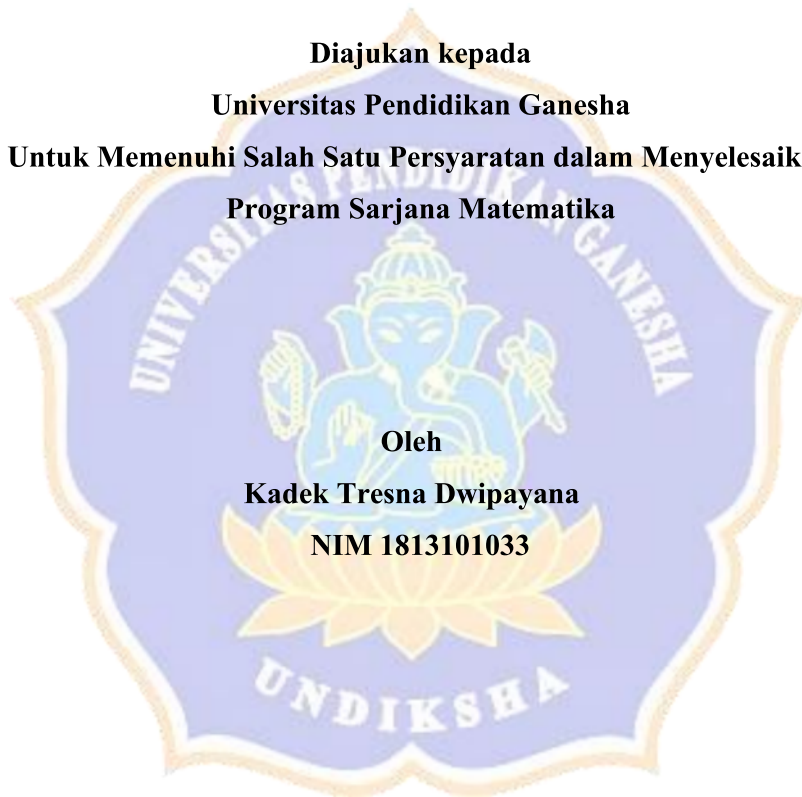 Diajukan kepada
Universitas Pendidikan Ganesha
Untuk Memenuhi Salah Satu Persyaratan dalam Menyelesaik
Program Sarjana Matematika
UNIVERSITAS PENDIDIKAN GANESHA
Oleh
Kadek Tresna Dwipayana
NIM 1813101033
UNDIKSHA